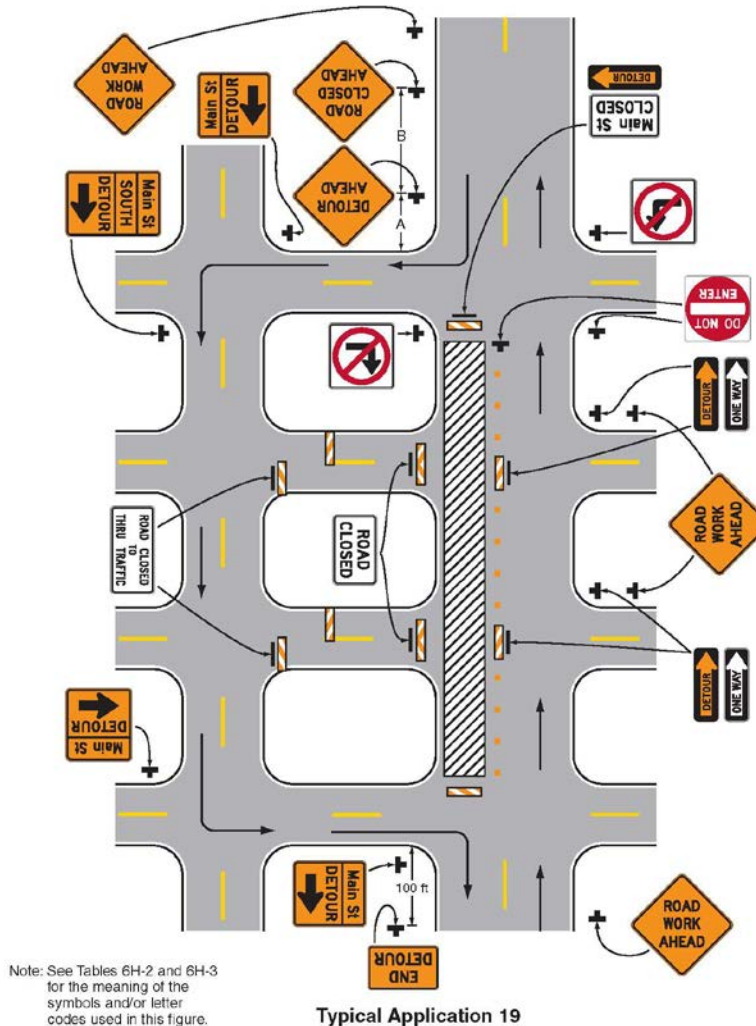 ROAD
WORK
AHEAD
Main St
DETOUR
ROAD
CLOSED
AHEAD
B
DETOUR
AHEAD
A
DETOUR
Main St
CLOSED
Main St
SOUTH
DETOUR
DO NOT
ENTER
DETOUR
ONE WAY
ROAD CLOSED
TO
THRU TRAFFIC
ROAD
CLOSED
ROAD
WORK
AHEAD
DETOUR
ONE WAY
Main St
DETOUR
Main St
DETOUR
100 ft
END
DETOUR
ROAD
WORK
AHEAD
Note: See Tables 6H-2 and 6H-3
for the meaning of the
symbols and/or letter
codes used in this figure.
Typical Application 19